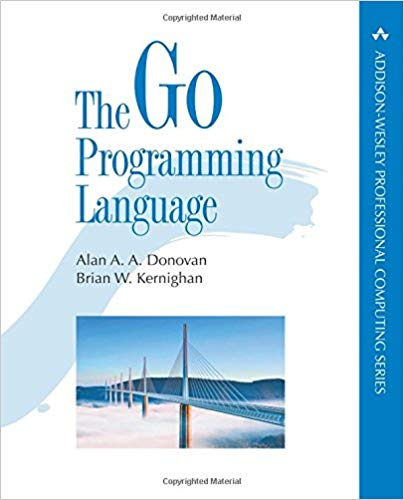 Copyrighted Material
The Go
Programming
Language
Alan A. A. Donovan
Brian W. Kernighan
ADDISON-WESLEY PROFESSIONAL COMPUTING SERIES
Copyrighted Material